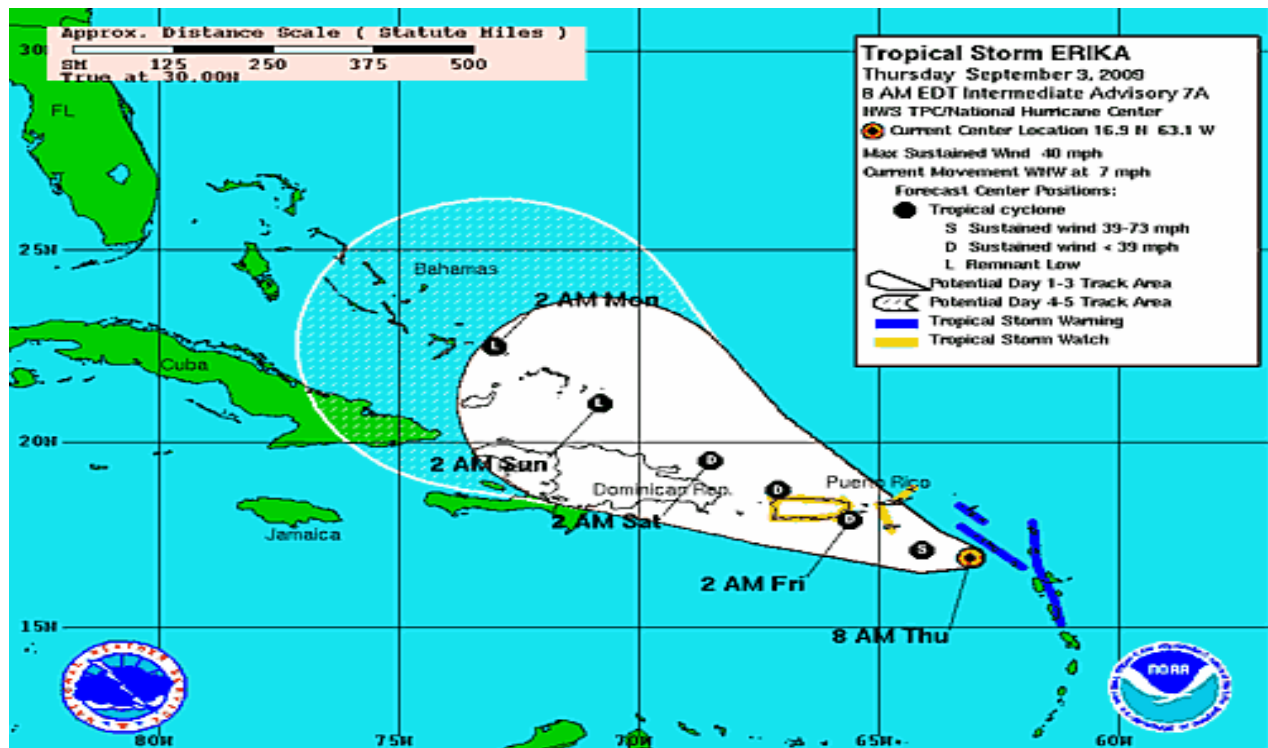 Approx. Distance Scale ( Statute Miles )
SM 125 250 375 500
True at 30.00N
Tropical Storm ERIKA
Thursday September 3, 2009
8 AM EDT Intermediate Advisory 7A
NWS TPC/National Hurricane Center
Current Center Location 16.9 N 63.1 W
Max Sustained Wind 40 mph
Current Movement WNW at 7 mph
Forecast Center Positions:
Tropical cyclone
S Sustained wind 39-73 mph
D Sustained wind < 39 mph
L Remnant Low
Potential Day 1-3 Track Area
Potential Day 4-5 Track Area
Tropical Storm Warning
Tropical Storm Watch
30N
FL
25N
Bahamas
2 AM Mon
L
Cuba
L
20N
2 AM Sun
D
Dominican Rep.
D
Puerto Rico
2 AM Sat
D
Jamaica
S
2 AM Fri
8 AM Thu
15N
NOAA
80W 75W 70W 65W 60W